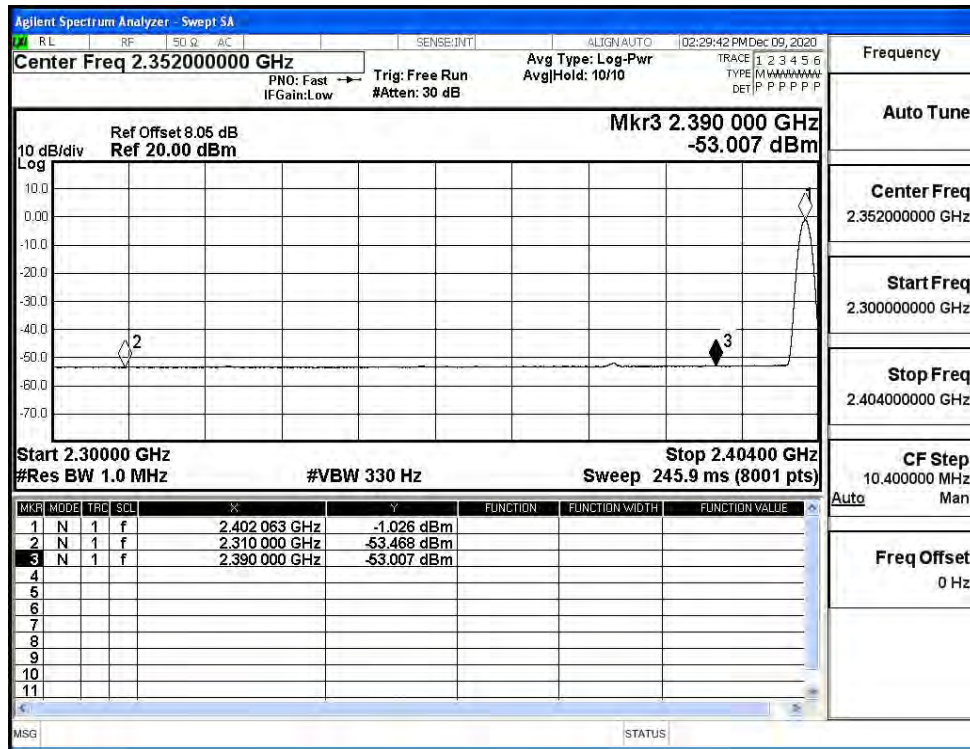 Agilent Spectrum Analyzer - Swept SA
RL RF 50 Ω AC SENSE:INT ALIGN AUTO 02:29:42 PM Dec 09, 2020
Center Freq 2.352000000 GHz
PNO: Fast
IFGain:Low
Trig: Free Run
#Atten: 30 dB
Avg Type: Log-Pwr
Avg|Hold: 10/10
TRACE 1 2 3 4 5 6
TYPE M
DET P P P P P P
Frequency
Ref Offset 8.05 dB
10 dB/div Ref 20.00 dBm
Log
Mkr3 2.390 000 GHz
-53.007 dBm
10.0
0.00
-10.0
-20.0
-30.0
-40.0
-50.0
-60.0
-70.0
1
2
3
Start 2.30000 GHz Stop 2.40400 GHz
#Res BW 1.0 MHz #VBW 330 Hz Sweep 245.9 ms (8001 pts)
MKR MODE TRC SCL X Y FUNCTION FUNCTION WIDTH FUNCTION VALUE
1 N 1 f 2.402 063 GHz -1.026 dBm
2 N 1 f 2.310 000 GHz -53.468 dBm
3 N 1 f 2.390 000 GHz -53.007 dBm
4
5
6
7
8
9
10
11
MSG STATUS
Auto Tune
Center Freq
2.352000000 GHz
Start Freq
2.300000000 GHz
Stop Freq
2.404000000 GHz
CF Step
10.400000 MHz
Auto Man
Freq Offset
0 Hz